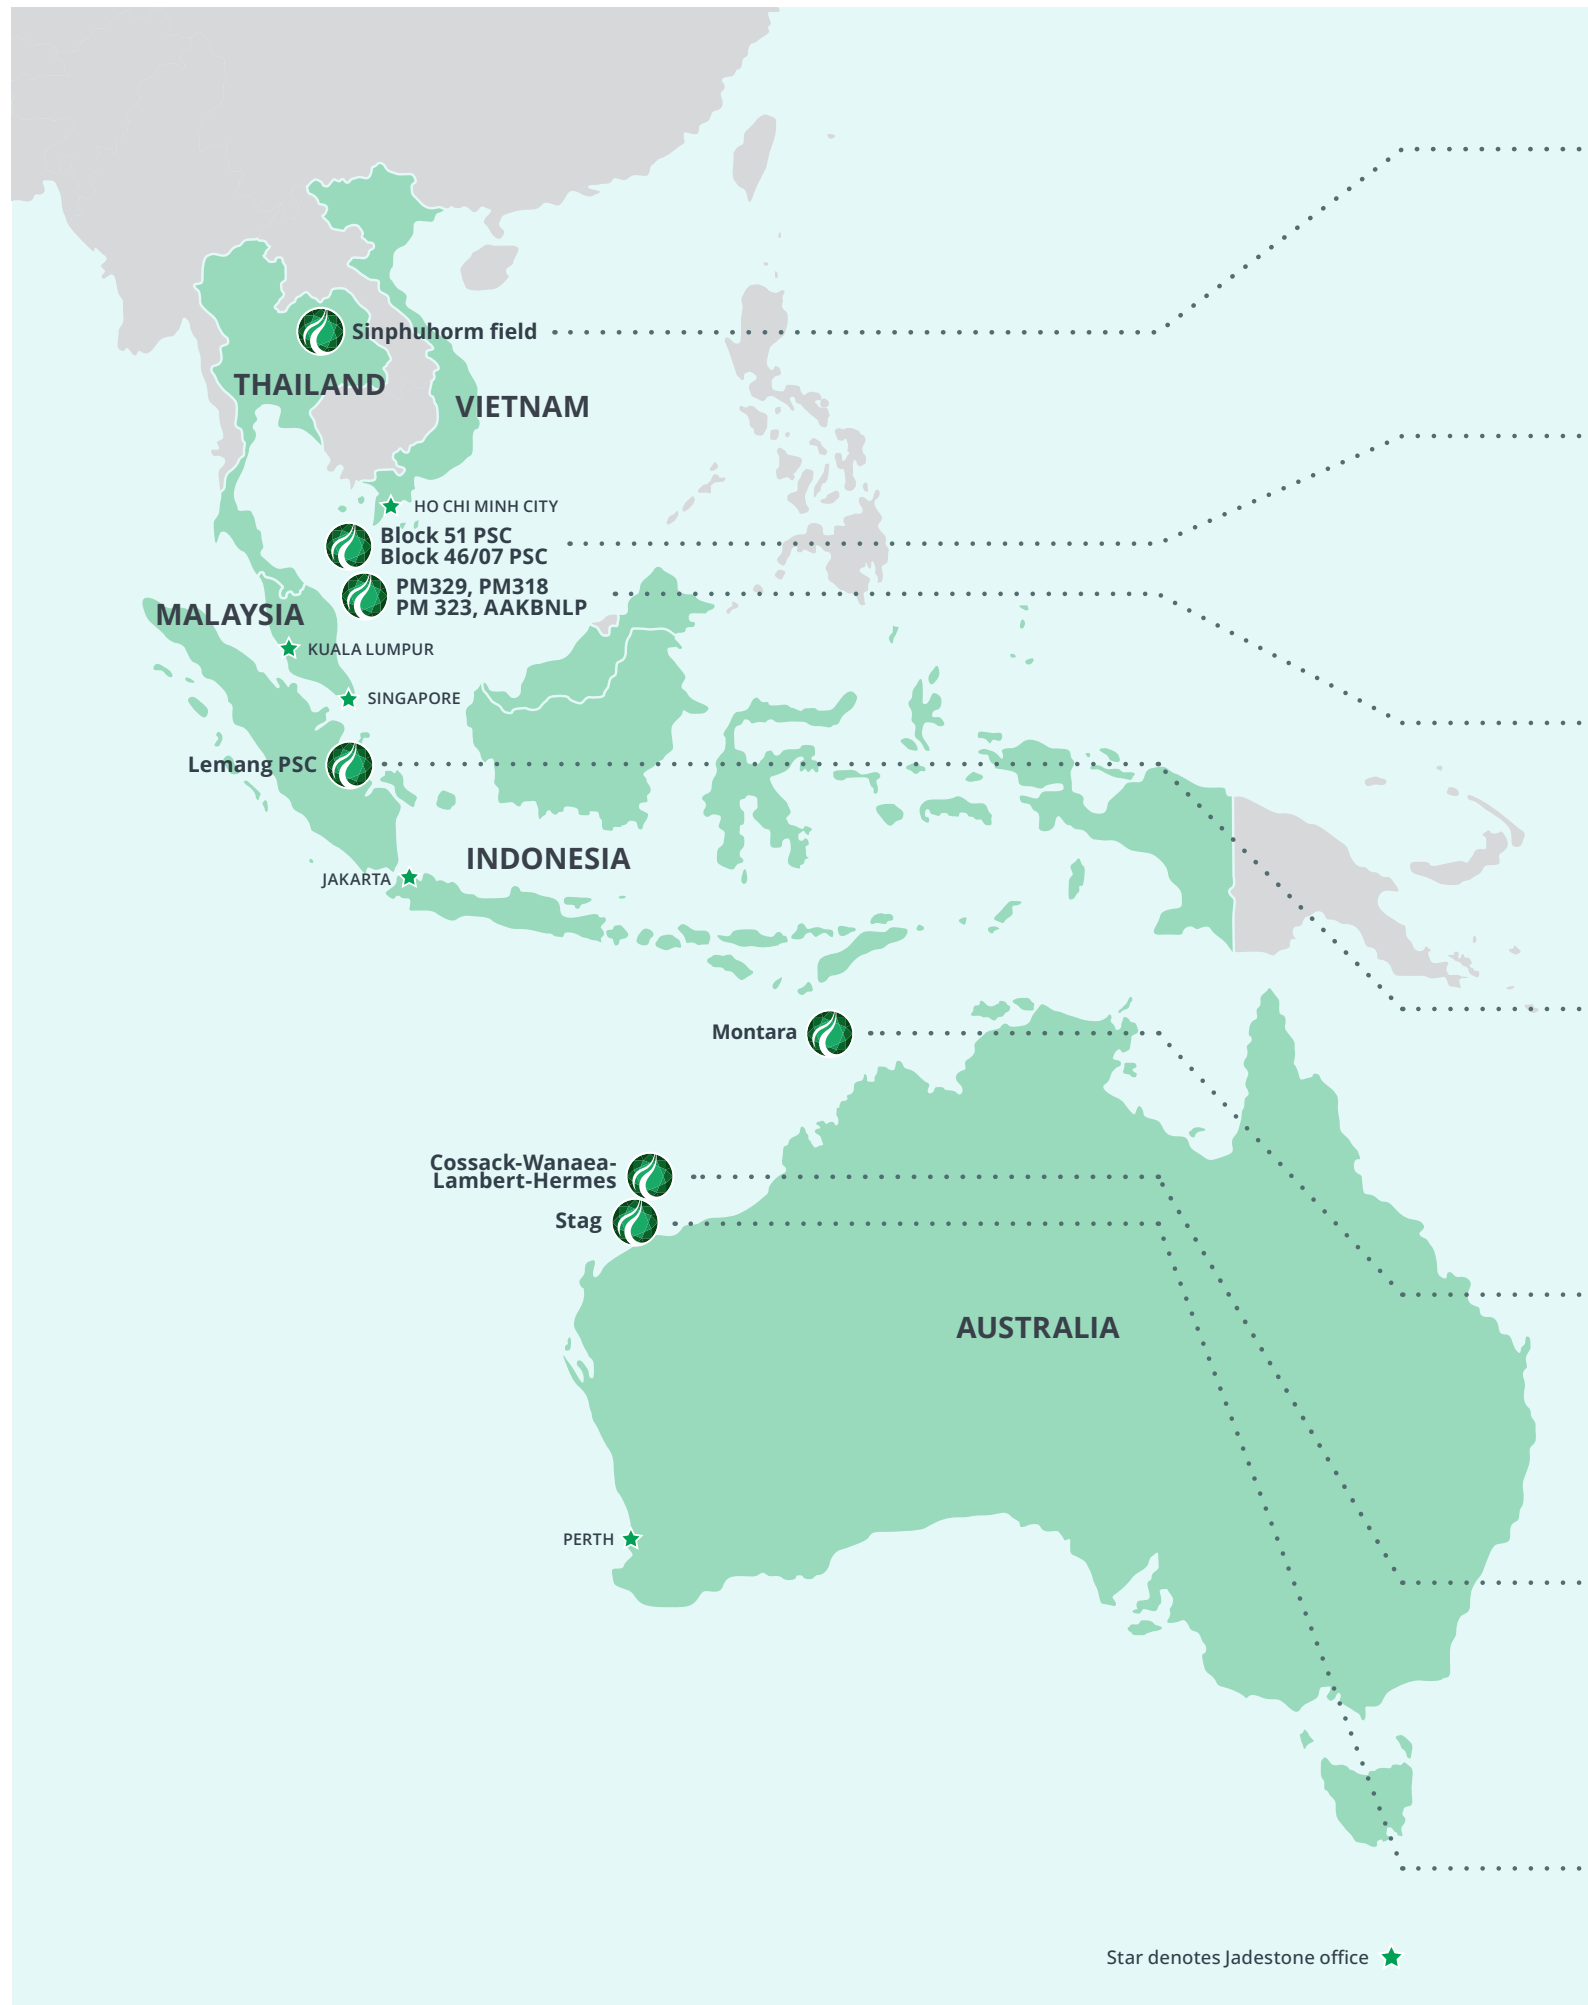 Sinphuhorm field
THAILAND
VIETNAM
HO CHI MINH CITY
Block 51 PSC
Block 46/07 PSC
PM329, PM318
PM 323, AAKBNLP
MALAYSIA
KUALA LUMPUR
SINGAPORE
Lemang PSC
INDONESIA
JAKARTA
Montara
Cossack-Wanaea-
Lambert-Hermes
Stag
AUSTRALIA
PERTH
Star denotes Jadestone office